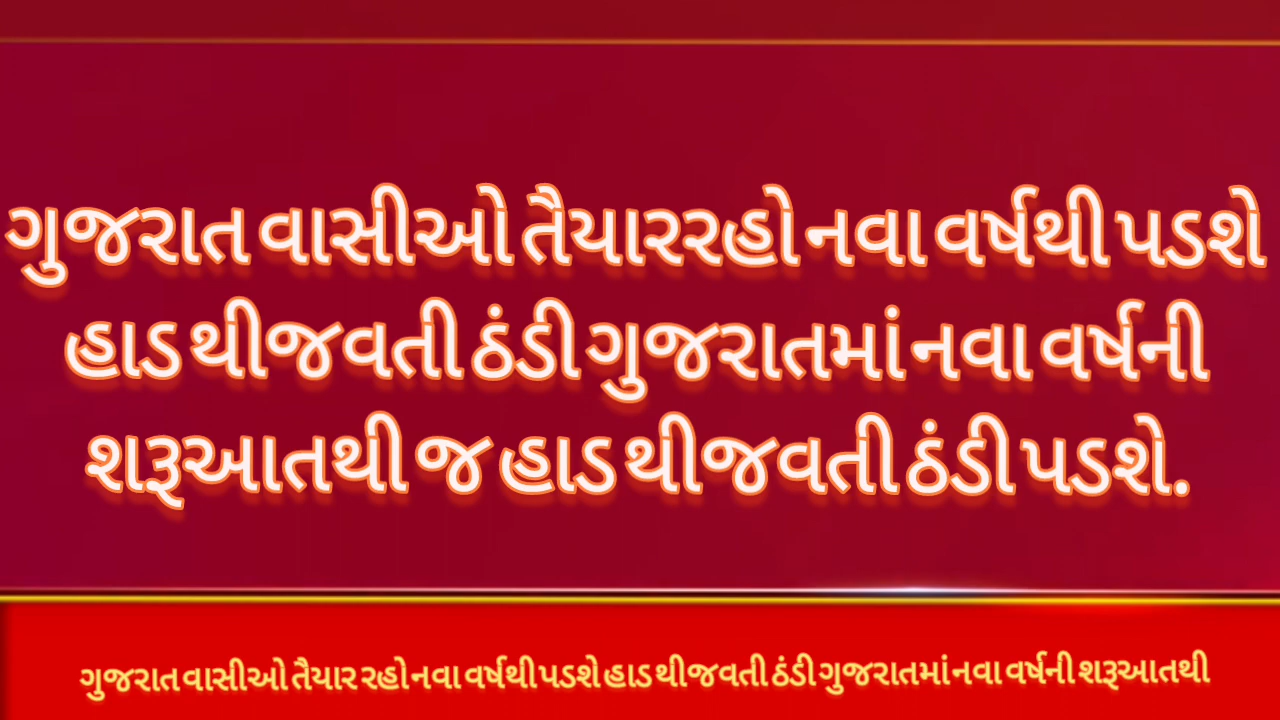 ગુજરાત વાસીઓ તૈયારરહો નવા વર્ષથી પડશે
હાડ થીજવતી ઠંડી ગુજરાતમાં નવા વર્ષની
શરૂઆતથી જ હાડ થીજવતી ઠંડી પડશે.
ગુજરાત વાસીઓ તૈયાર રહો નવા વર્ષથી પડશે હાડ થીજવતી ઠંડી ગુજરાતમાં નવા વર્ષની શરૂઆતથી